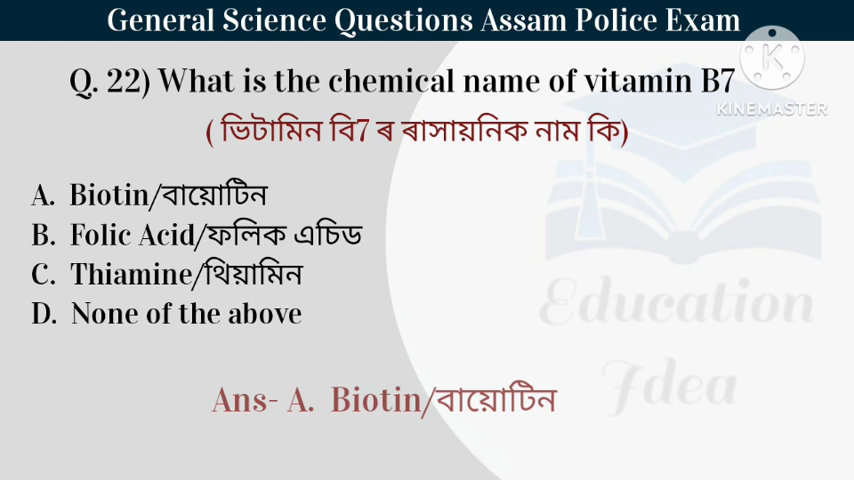 General Science Questions Assam Police Exam
KINEMASTER
Q. 22) What is the chemical name of vitamin B7
( ভিটামিন বি7 ৰ ৰাসায়নিক নাম কি)
A. Biotin/বায়োটিন
B. Folic Acid/ফলিক এচিড
C. Thiamine/থিয়ামিন
D. None of the above
Education
Idea
Ans- A. Biotin/বায়োটিন